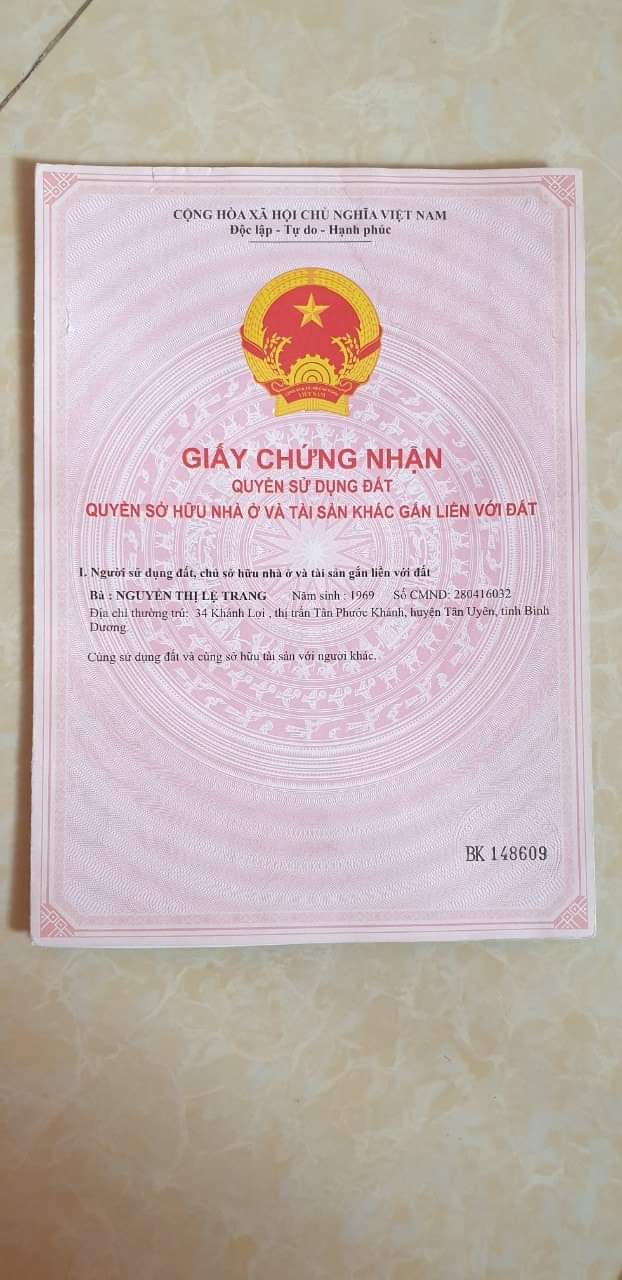 CỘNG HÒA XÃ HỘI CHỦ NGHĨA VIỆT NAM
Độc lập - Tự do - Hạnh phúc
VIỆT NAM
GIẤY CHỨNG NHẬN
QUYỀN SỬ DỤNG ĐẤT
QUYỀN SỞ HỮU NHÀ Ở VÀ TÀI SẢN KHÁC GẮN LIỀN VỚI ĐẤT
I. Người sử dụng đất, chủ sở hữu nhà ở và tài sản gắn liền với đất
Bà : NGUYỄN THỊ LỆ TRANG Năm sinh : 1969 Số CMND: 280416032
Địa chỉ thường trú: 34 Khánh Lợi , thị trấn Tân Phước Khánh, huyện Tân Uyên, tỉnh Bình
Dương.
Cùng sử dụng đất và cùng sở hữu tài sản với người khác.
BK 148609